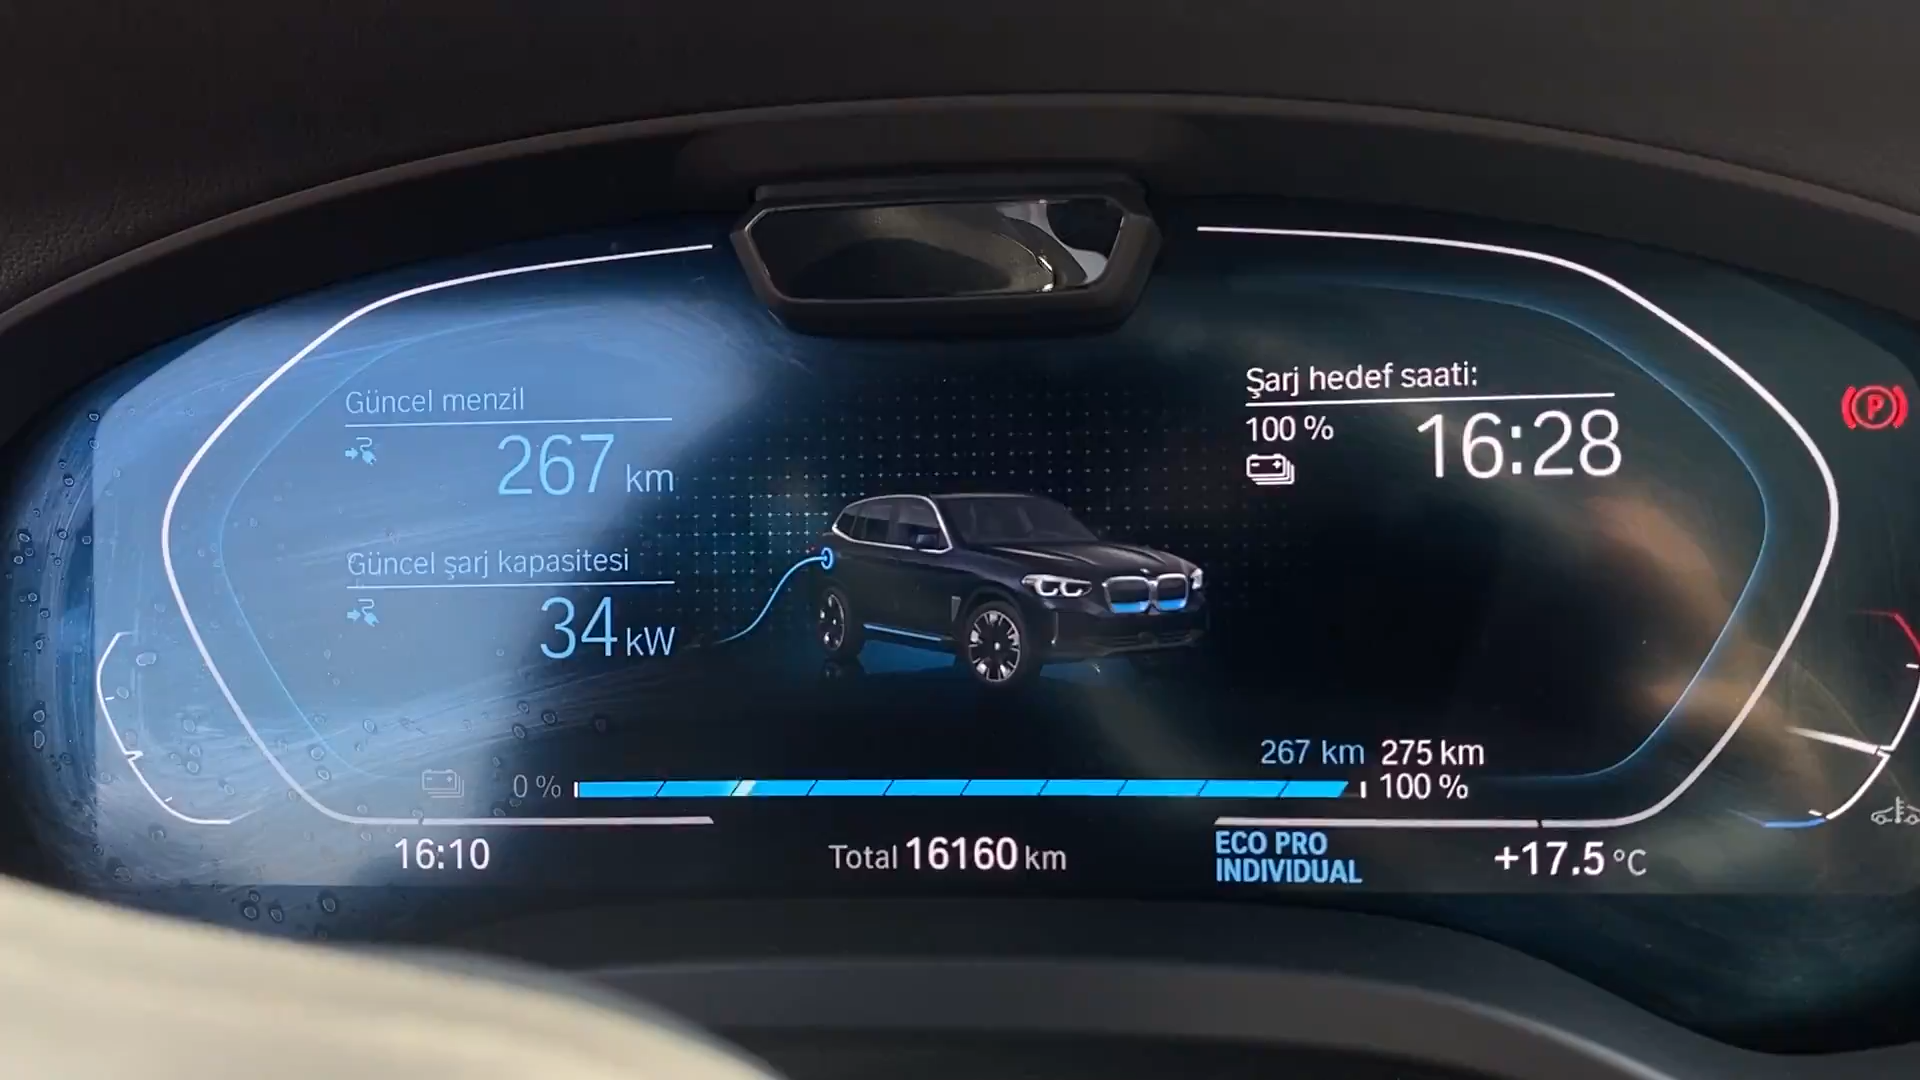 Güncel menzil
267 km
Güncel şarj kapasitesi
34 kW
Şarj hedef saati:
100 %
16:28
P
267 km 275 km
0 % 100 %
16:10
Total 16160 km
ECO PRO
INDIVIDUAL
+17.5 °C